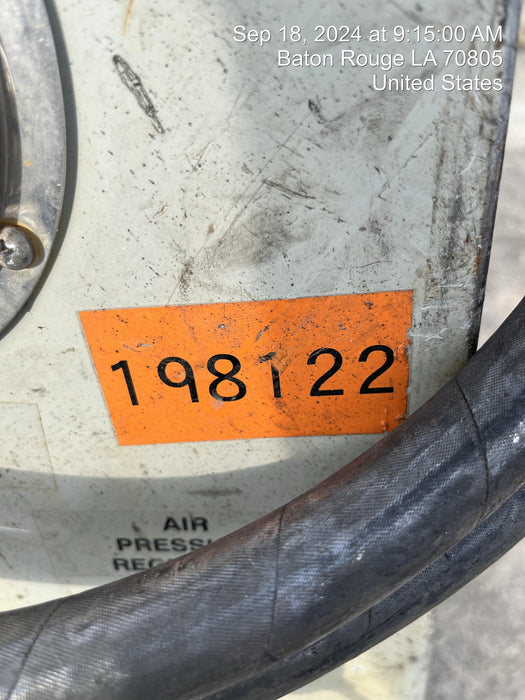 Sep 18, 2024 at 9:15:00 AM
Baton Rouge LA 70805
United States
198122
AIR